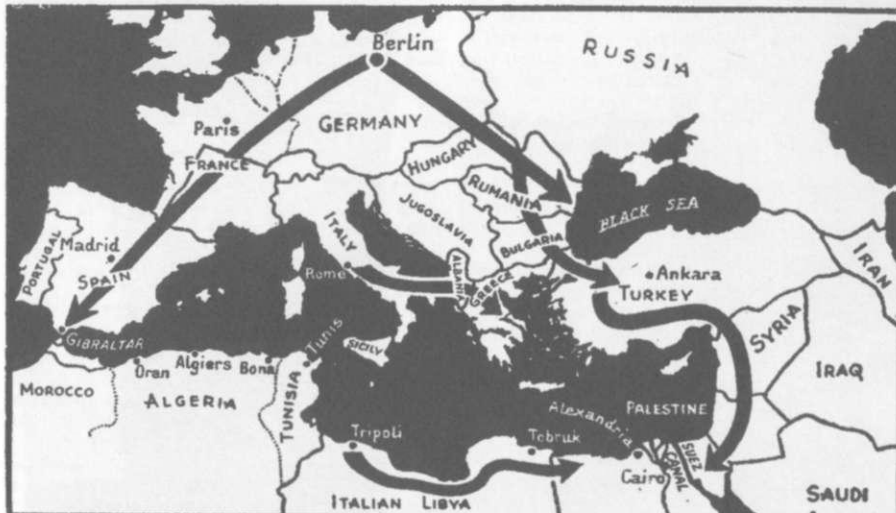 Berlin
RUSSIA
Paris
GERMANY
FRANCE
HUNGARY
RUMANIA
JUGOSLAVIA
BLACK SEA
ITALY
BULGARIA
PORTUGAL
Madrid
SPAIN
Rome
ALBANIA
GREECE
Ankara
TURKEY
IRAN
GIBRALTAR
SICILY
SYRIA
Tunis
Oran
Algiers
Bona
IRAQ
MOROCCO
ALGERIA
TUNISIA
Alexandria
PALESTINE
Tripoli
Tobruk
SUEZ
CANAL
Cairo
ITALIAN LIBYA
SAUDI